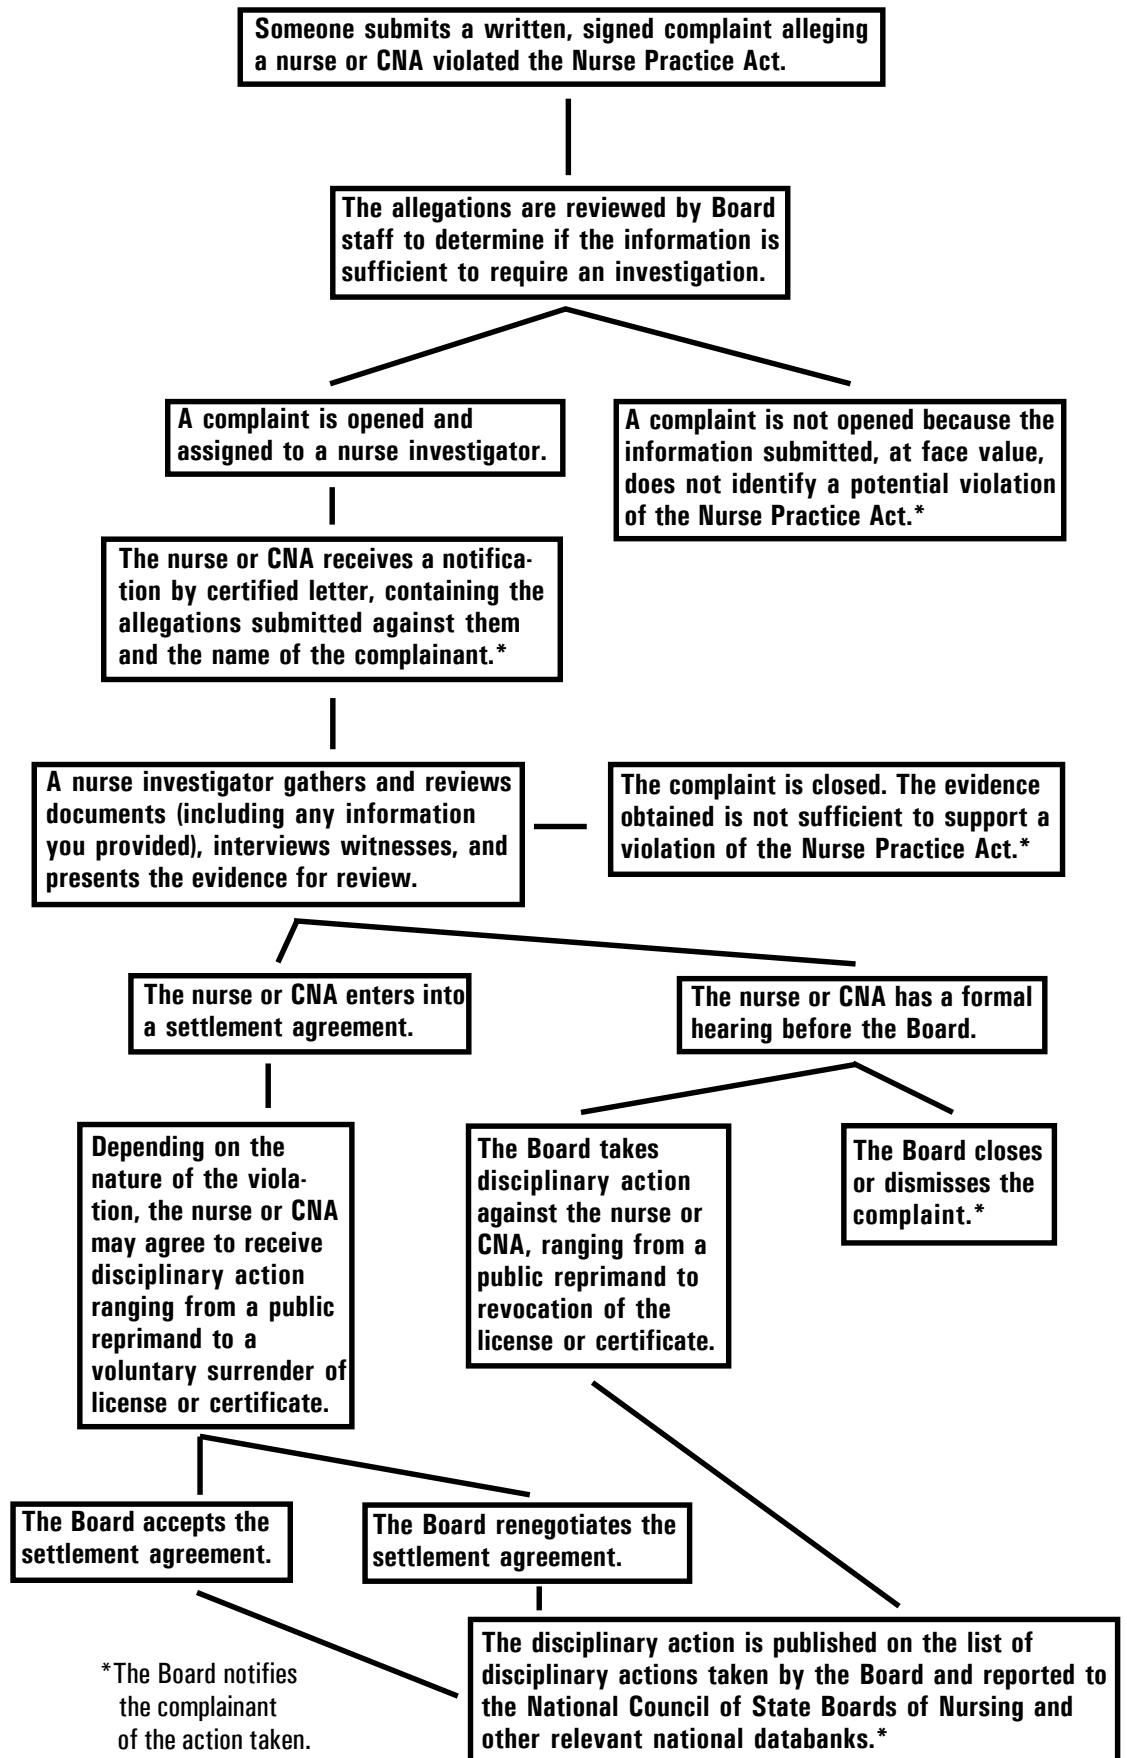 Someone submits a written, signed complaint alleging
a nurse or CNA violated the Nurse Practice Act.
The allegations are reviewed by Board
staff to determine if the information is
sufficient to require an investigation.
A complaint is opened and
assigned to a nurse investigator.
A complaint is not opened because the
information submitted, at face value,
does not identify a potential violation
of the Nurse Practice Act.*
The nurse or CNA receives a notifica-
tion by certified letter, containing the
allegations submitted against them
and the name of the complainant.*
A nurse investigator gathers and reviews
documents (including any information
you provided), interviews witnesses, and
presents the evidence for review.
The complaint is closed. The evidence
obtained is not sufficient to support a
violation of the Nurse Practice Act.*
The nurse or CNA enters into
a settlement agreement.
The nurse or CNA has a formal
hearing before the Board.
Depending on the
nature of the viola-
tion, the nurse or CNA
may agree to receive
disciplinary action
ranging from a public
reprimand to a
voluntary surrender of
license or certificate.
The Board takes
disciplinary action
against the nurse or
CNA, ranging from a
public reprimand to
revocation of the
license or certificate.
The Board closes
or dismisses the
complaint.*
The Board accepts the
settlement agreement.
The Board renegotiates the
settlement agreement.
The disciplinary action is published on the list of
disciplinary actions taken by the Board and reported to
the National Council of State Boards of Nursing and
other relevant national databanks.*
*The Board notifies
the complainant
of the action taken.